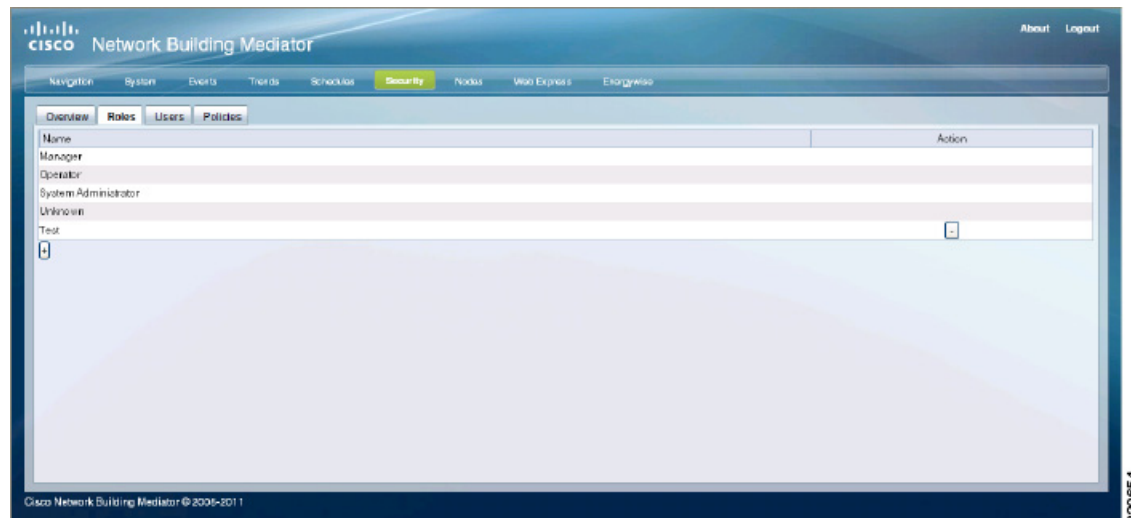 About Logout
CISCO Network Building Mediator
Navigation System Events Trends Schedules Security Nodes Web Express Energywise
Overview Roles Users Policies
Name Action
Manager
Operator
System Administrator
Unknown
Test -
+
Cisco Network Building Mediator © 2005-2011